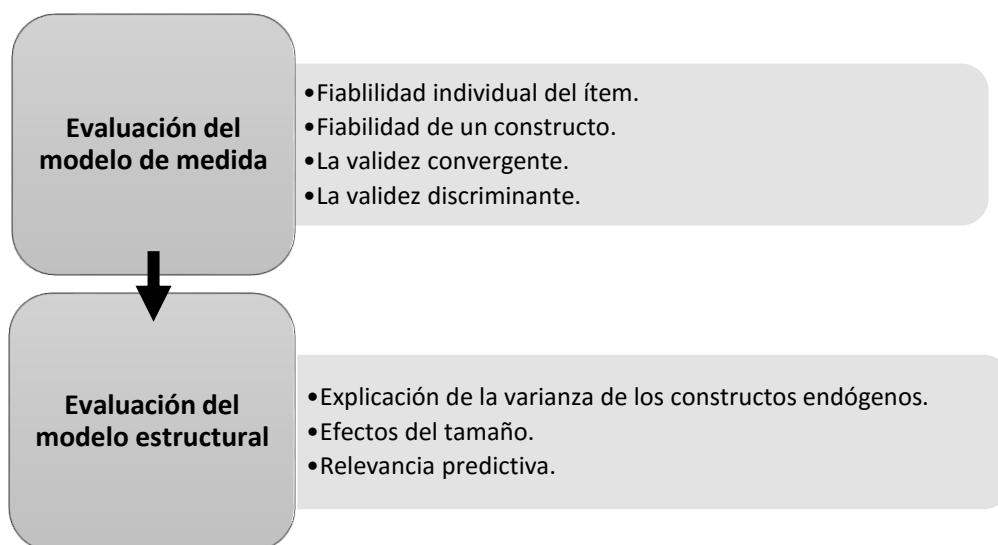 Evaluación del
modelo de medida
•Fiablilidad individual del ítem.
•Fiabilidad de un constructo.
•La validez convergente.
•La validez discriminante.
Evaluación del
modelo estructural
•Explicación de la varianza de los constructos endógenos.
•Efectos del tamaño.
•Relevancia predictiva.